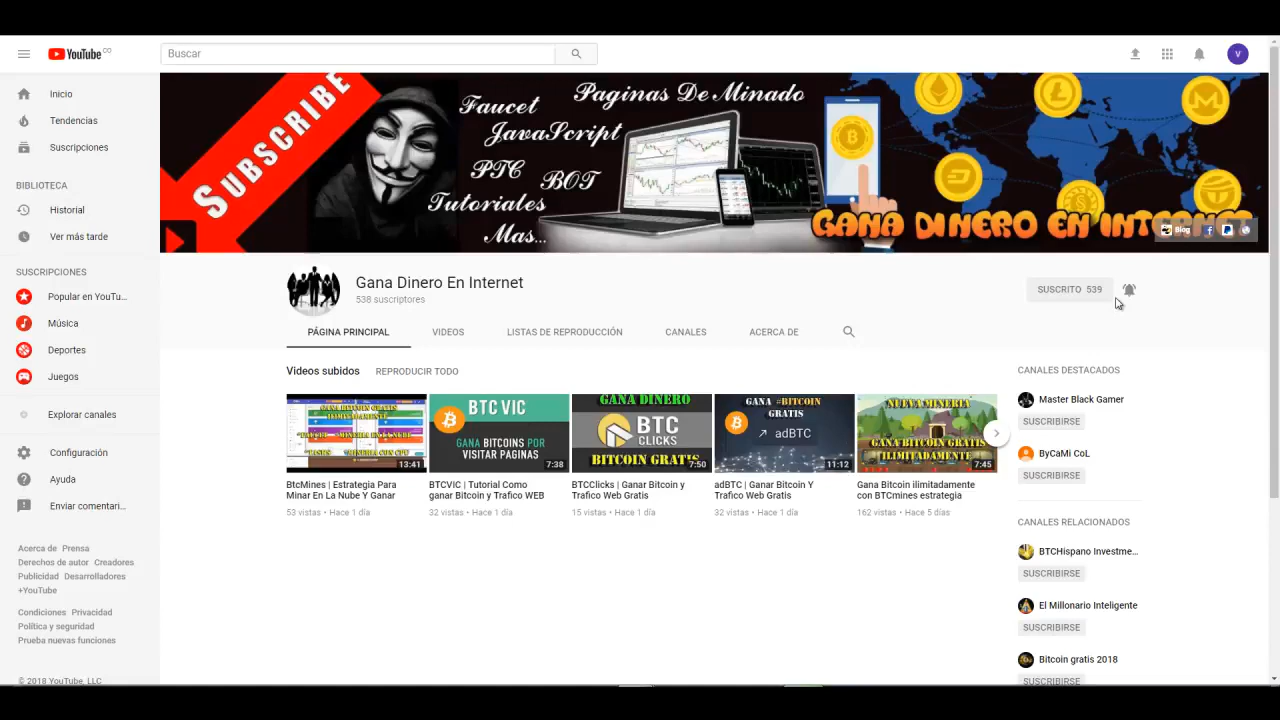 YouTube CO
Buscar
V
Inicio
Tendencias
Suscripciones
BIBLIOTECA
Historial
Ver más tarde
SUSCRIPCIONES
Popular en YouTu...
Música
Deportes
Juegos
Explorar canales
Configuración
Ayuda
Enviar comentari...
Acerca de Prensa
Derechos de autor Creadores
Publicidad Desarrolladores
+YouTube
Condiciones Privacidad
Política y seguridad
Prueba nuevas funciones
© 2018 YouTube, LLC
SUBSCRIBE
Faucet
JavaScript
PTC
BOT
Tutoriales
Mas...
Paginas De Minado
GANA DINERO EN INTERNET
Blog
Gana Dinero En Internet
538 suscriptores
SUSCRITO 539
PÁGINA PRINCIPAL
VIDEOS
LISTAS DE REPRODUCCIÓN
CANALES
ACERCA DE
Videos subidos
REPRODUCIR TODO
GANA BITCOIN GRATIS
ILIMITADAMENTE
13:41
BtcMines | Estrategia Para
Minar En La Nube Y Ganar
53 vistas • Hace 1 día
BTC VIC
GANA BITCOINS POR
VISITAR PAGINAS
7:38
BTCVIC | Tutorial Como
ganar Bitcoin y Trafico WEB
32 vistas • Hace 1 día
GANA DINERO
BTC
CLICKS
BITCOIN GRATIS
7:50
BTCClicks | Ganar Bitcoin y
Trafico Web Gratis
15 vistas • Hace 1 día
GANA #BITCOIN
GRATIS
adBTC
11:12
adBTC | Ganar Bitcoin Y
Trafico Web Gratis
32 vistas • Hace 1 día
NUEVA MINERIA
GANA BITCOIN GRATIS
ILIMITADAMENTE
7:45
Gana Bitcoin ilimitadamente
con BTCmines estrategia
162 vistas • Hace 5 días
CANALES DESTACADOS
Master Black Gamer
SUSCRIBIRSE
ByCaMi CoL
SUSCRIBIRSE
CANALES RELACIONADOS
BTCHispano Investme...
SUSCRIBIRSE
El Millonario Inteligente
SUSCRIBIRSE
Bitcoin gratis 2018
SUSCRIBIRSE